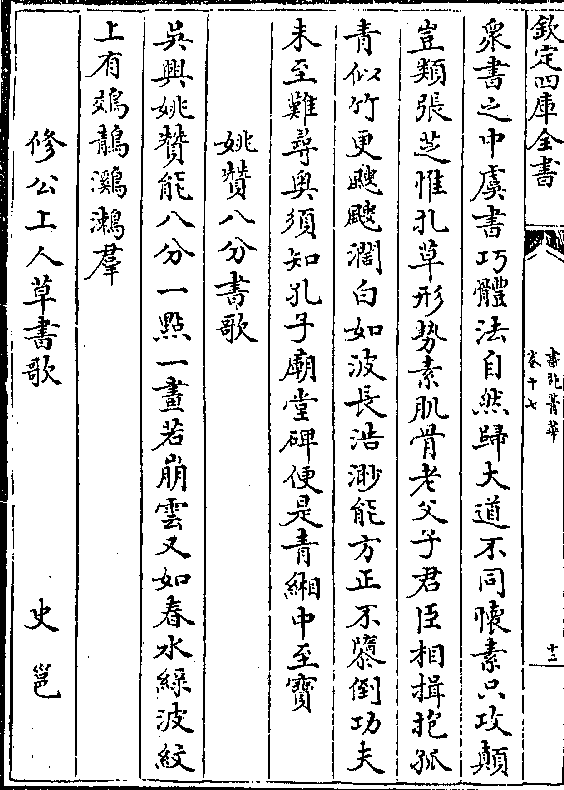 欽定四庫全書
書苑菁華
卷十七
十二
衆書之中虞書巧體法自然歸大道不同懷素只攻顛
豈類張芝惟扎草形勢素肌骨老父子君臣相揖抱孤
青似竹更颼颼濶白如波長浩渺能方正不隳倒功夫
未至難尋奥須知孔子廟堂碑便是青緗中至寳
姚贊八分書歌
吳興姚贊能八分一點一畫若崩雲又如春水綠波紋
上有鵁鶄鸂鶒羣
修公上人草書歌 史邕